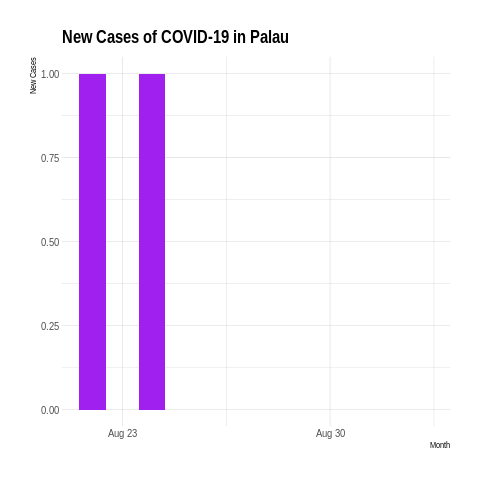 New Cases of COVID-19 in Palau
New Cases
1.00
0.75
0.50
0.25
0.00
Aug 23
Aug 30
Month